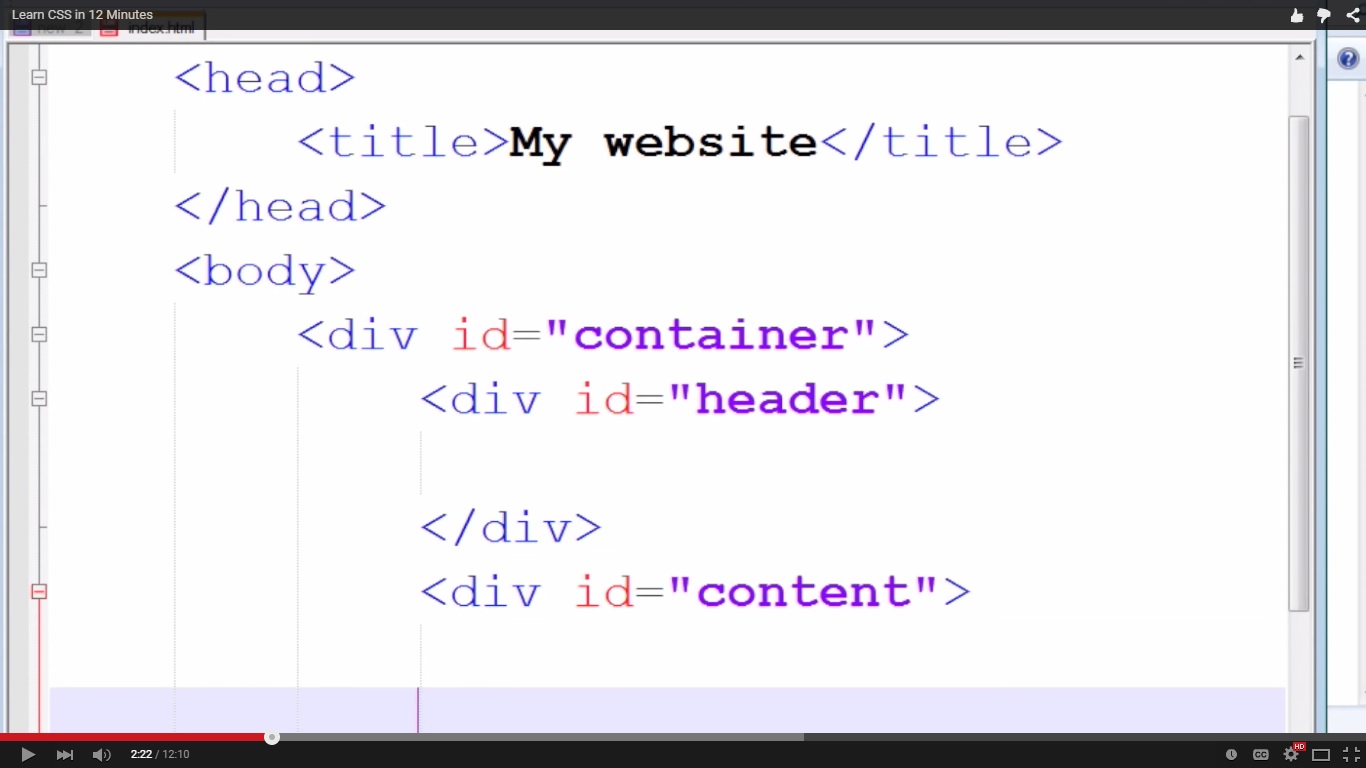 Learn CSS in 12 Minutes
new 2 index.html
<head>
<title>My website</title>
</head>
<body>
<div id="container">
<div id="header">
</div>
<div id="content">
2:22 / 12:10
CC HD